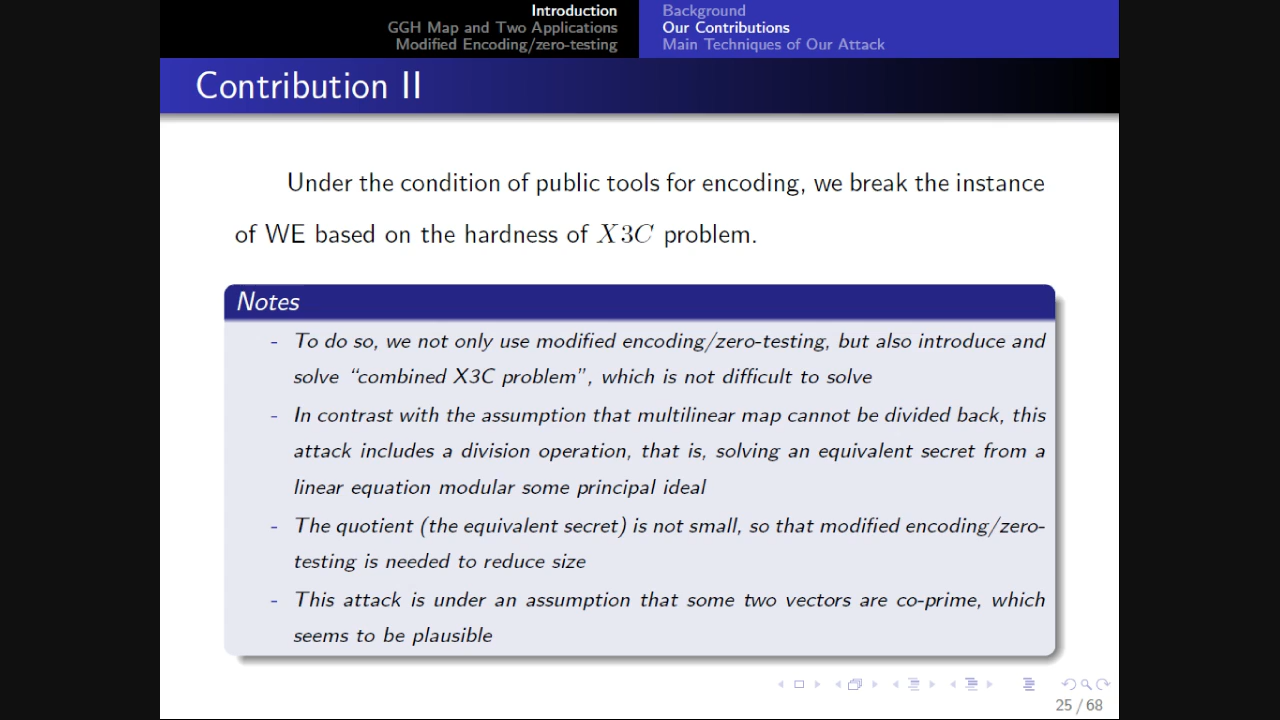 Introduction
GGH Map and Two Applications
Modified Encoding/zero-testing
Background
Our Contributions
Main Techniques of Our Attack
Contribution II
Under the condition of public tools for encoding, we break the instance
of WE based on the hardness of X3C problem.
Notes
- To do so, we not only use modified encoding/zero-testing, but also introduce and
solve “combined X3C problem”, which is not difficult to solve
- In contrast with the assumption that multilinear map cannot be divided back, this
attack includes a division operation, that is, solving an equivalent secret from a
linear equation modular some principal ideal
- The quotient (the equivalent secret) is not small, so that modified encoding/zero-
testing is needed to reduce size
- This attack is under an assumption that some two vectors are co-prime, which
seems to be plausible
25 / 68